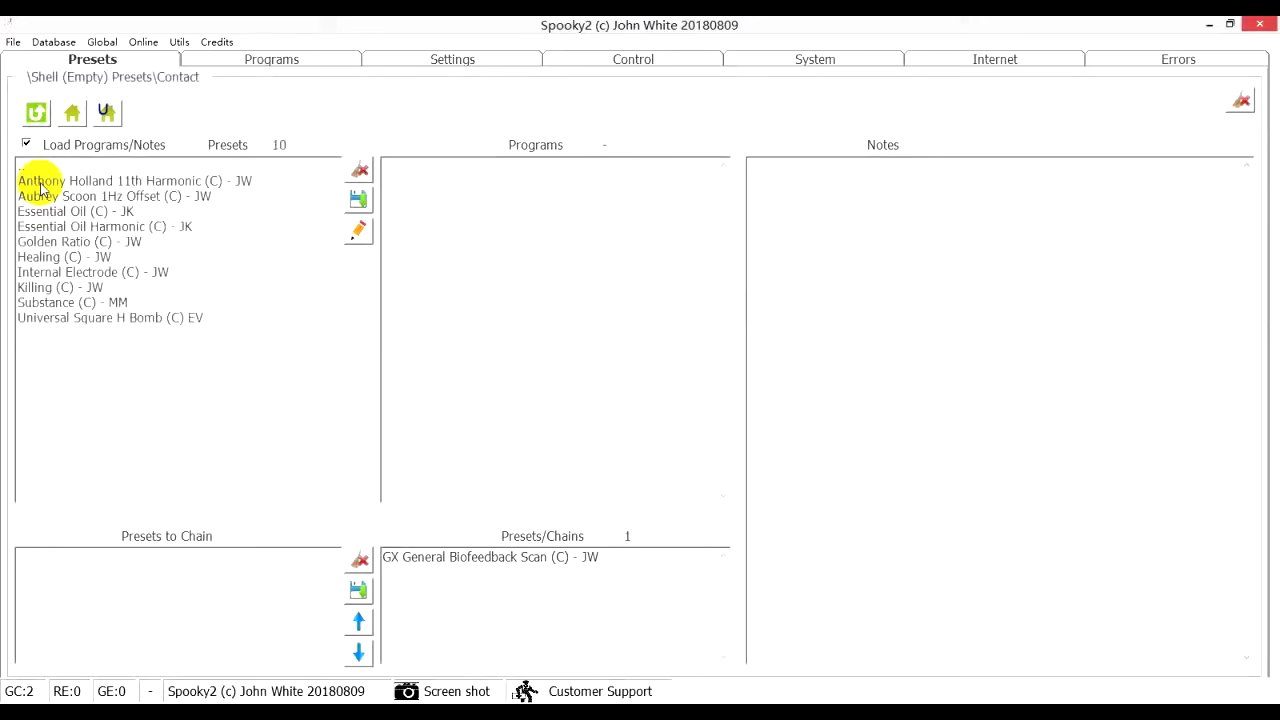 Spooky2 (c) John White 20180809
File Database Global Online Utils Credits
Presets Programs Settings Control System Internet Errors
\Shell (Empty) Presets\Contact
Load Programs/Notes Presets 10 Programs - Notes
..
Anthony Holland 11th Harmonic (C) - JW
Aubrey Scoon 1Hz Offset (C) - JW
Essential Oil (C) - JK
Essential Oil Harmonic (C) - JK
Golden Ratio (C) - JW
Healing (C) - JW
Internal Electrode (C) - JW
Killing (C) - JW
Substance (C) - MM
Universal Square H Bomb (C) EV
Presets to Chain Presets/Chains 1
GX General Biofeedback Scan (C) - JW
GC:2 RE:0 GE:0 - Spooky2 (c) John White 20180809 Screen shot Customer Support